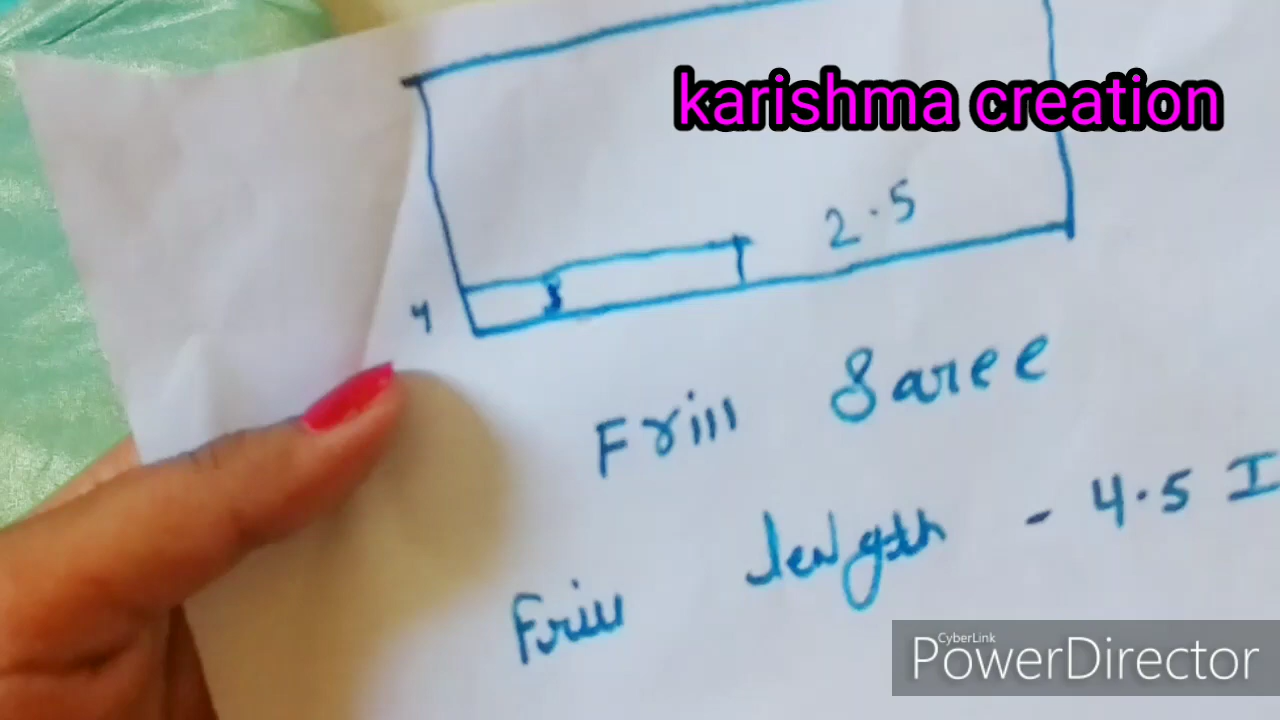 karishma creation
2.5
4
Frill Saree
Frill length - 4.5 I
CyberLink
PowerDirector